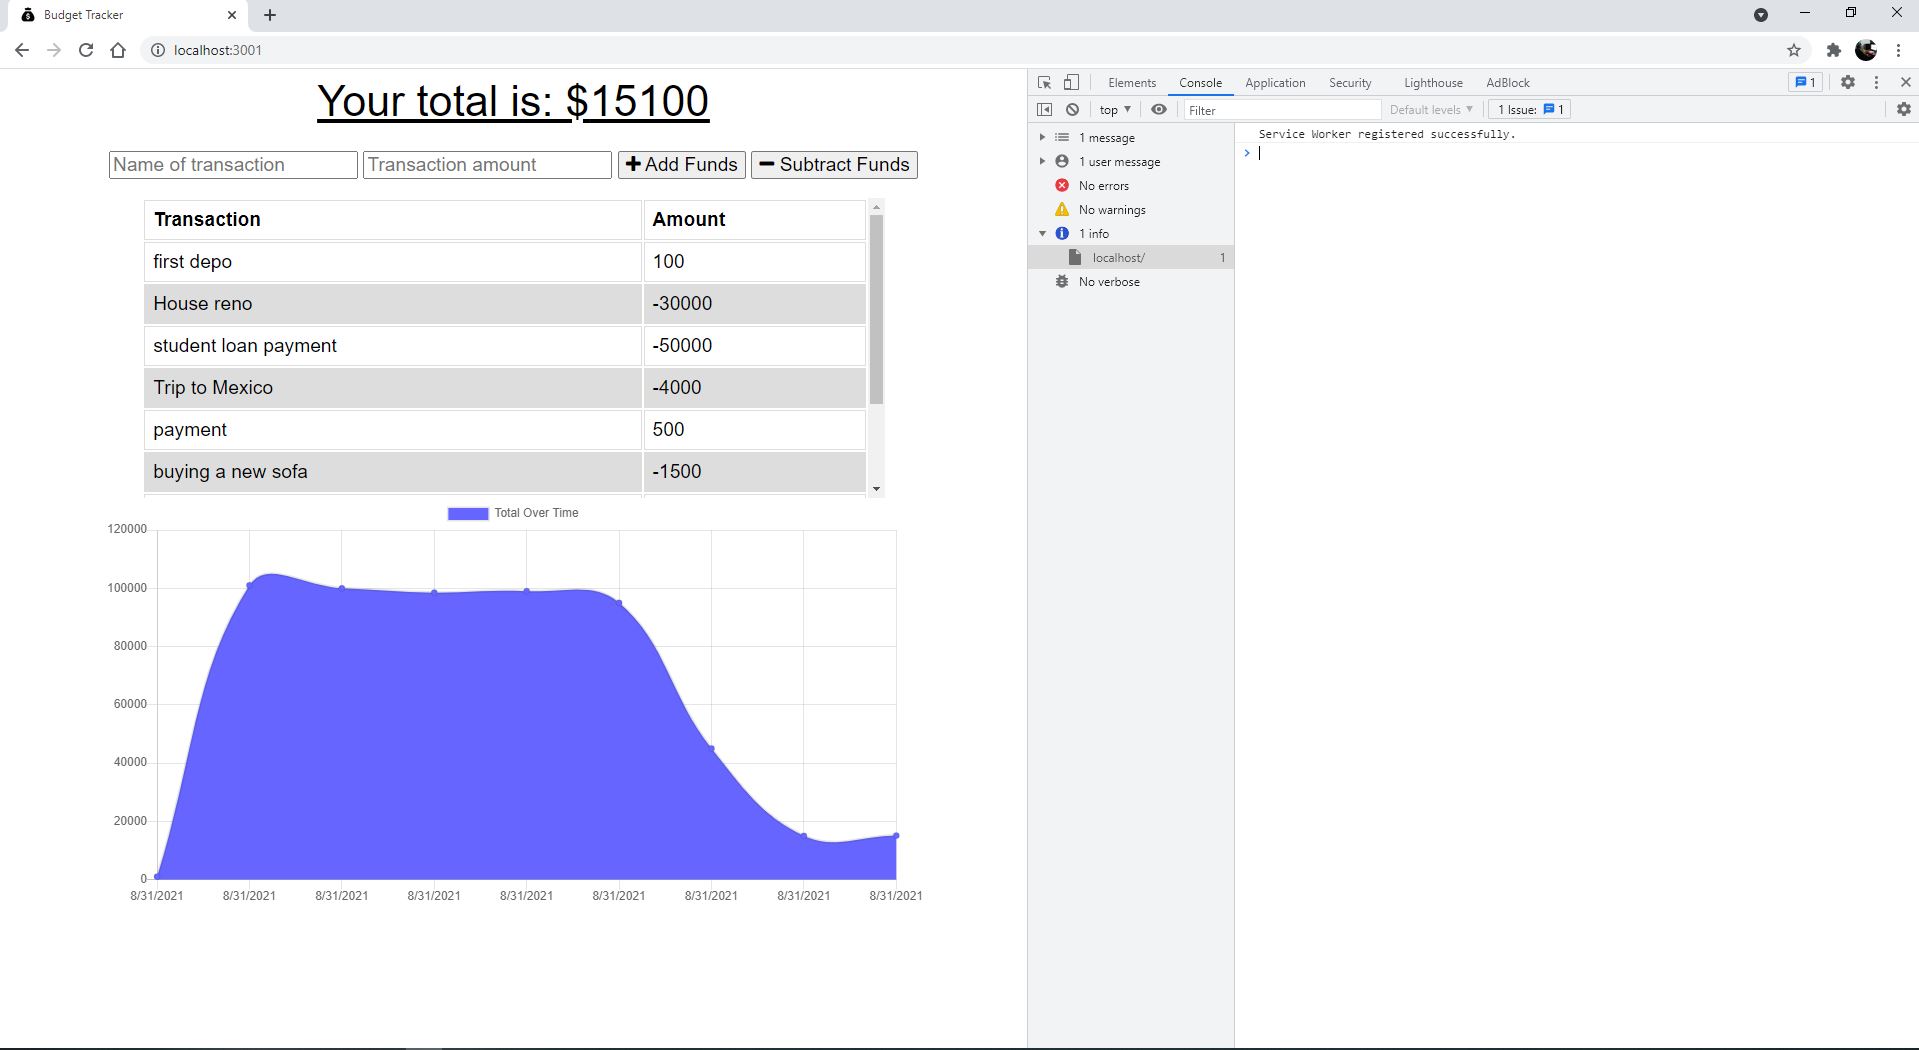 Budget Tracker
localhost:3001
Your total is: $15100
Name of transaction Transaction amount Add Funds Subtract Funds
Transaction Amount
first depo 100
House reno -30000
student loan payment -50000
Trip to Mexico -4000
payment 500
buying a new sofa -1500
Total Over Time
120000
100000
80000
60000
40000
20000
0
8/31/2021 8/31/2021 8/31/2021 8/31/2021 8/31/2021 8/31/2021 8/31/2021 8/31/2021 8/31/2021
Elements Console Application Security Lighthouse AdBlock 1
top Filter Default levels 1 Issue: 1
1 message
1 user message
No errors
No warnings
1 info
localhost/ 1
No verbose
Service Worker registered successfully.